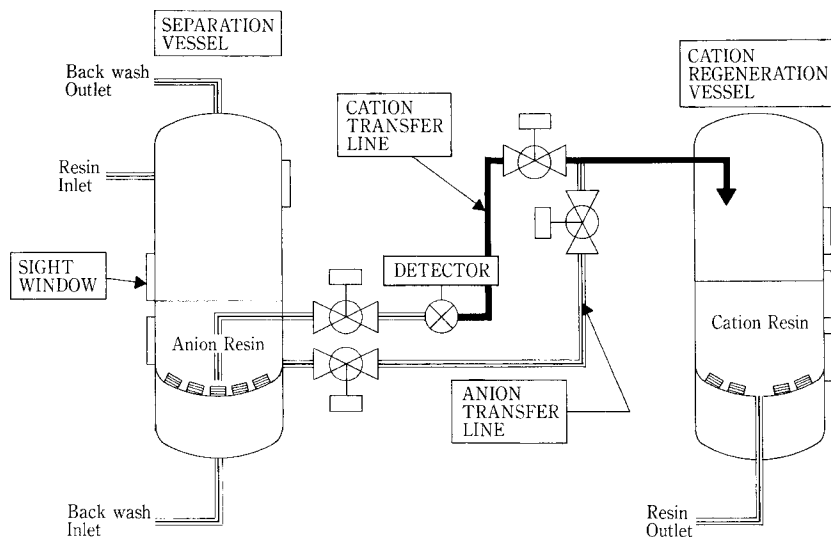 SEPARATION
VESSEL
CATION
REGENERATION
VESSEL
Back wash
Outlet
CATION
TRANSFER
LINE
Resin
Inlet
SIGHT
WINDOW
DETECTOR
Anion Resin
Cation Resin
ANION
TRANSFER
LINE
Back wash
Inlet
Resin
Outlet